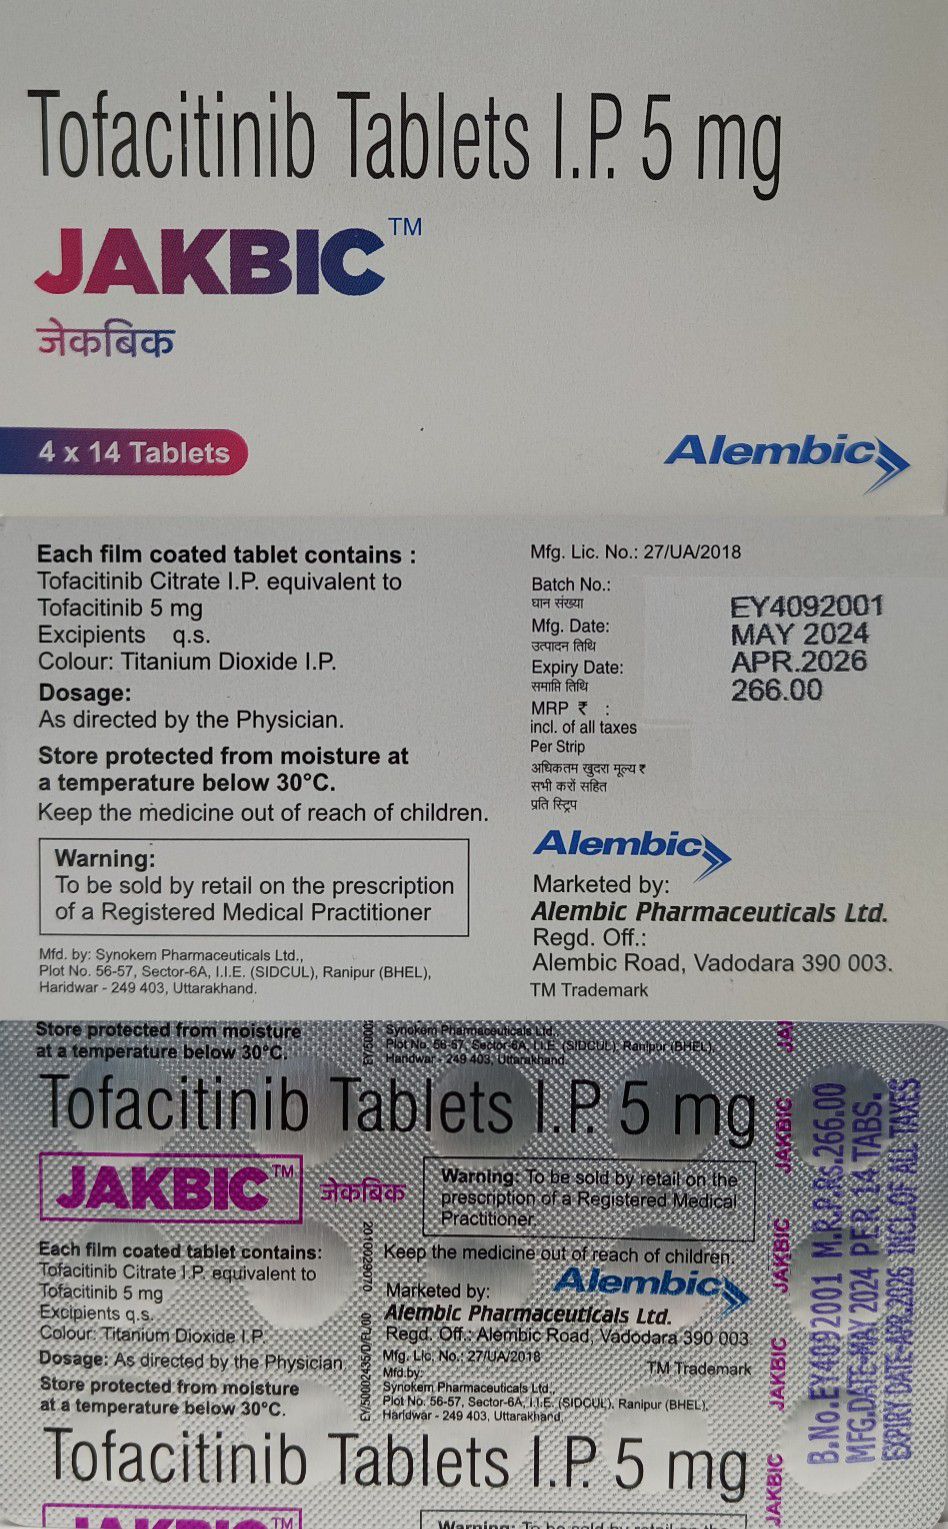 Tofacitinib Tablets I.P. 5 mg
JAKBIC™
जेकबिक
4 x 14 Tablets
Alembic
Each film coated tablet contains :
Tofacitinib Citrate I.P. equivalent to
Tofacitinib 5 mg
Excipients q.s.
Colour: Titanium Dioxide I.P.
Dosage:
As directed by the Physician.
Store protected from moisture at
a temperature below 30°C.
Keep the medicine out of reach of children.
Warning:
To be sold by retail on the prescription
of a Registered Medical Practitioner
Mfd. by: Synokem Pharmaceuticals Ltd.,
Plot No. 56-57, Sector-6A, I.I.E. (SIDCUL), Ranipur (BHEL),
Haridwar - 249 403, Uttarakhand.
Mfg. Lic. No.: 27/UA/2018
Batch No.: EY4092001
घान संख्या
Mfg. Date: MAY 2024
उत्पादन तिथि
Expiry Date: APR.2026
समाप्ति तिथि 266.00
MRP ₹ :
incl. of all taxes
Per Strip
अधिकतम खुदरा मूल्य ₹
सभी करों सहित
प्रति स्ट्रिप
Alembic
Marketed by:
Alembic Pharmaceuticals Ltd.
Regd. Off.:
Alembic Road, Vadodara 390 003.
TM Trademark
Store protected from moisture
at a temperature below 30°C.
Synokem Pharmaceuticals Ltd.,
Plot No. 56-57, Sector-6A, I.I.E. (SIDCUL), Ranipur (BHEL),
Haridwar - 249 403, Uttarakhand.
Tofacitinib Tablets I.P. 5 mg
JAKBIC™
जेकबिक
Warning: To be sold by retail on the
prescription of a Registered Medical
Practitioner
Each film coated tablet contains:
Tofacitinib Citrate I.P. equivalent to
Tofacitinib 5 mg
Excipients q.s.
Colour: Titanium Dioxide I.P.
Dosage: As directed by the Physician.
Store protected from moisture
at a temperature below 30°C.
Keep the medicine out of reach of children.
Alembic
Marketed by:
Alembic Pharmaceuticals Ltd.
Regd. Off.: Alembic Road, Vadodara 390 003
Mfg. Lic. No.: 27/UA/2018
TM Trademark
Mfd.by:
Synokem Pharmaceuticals Ltd.,
Plot No. 56-57, Sector-6A, I.I.E. (SIDCUL), Ranipur (BHEL),
Haridwar - 249 403, Uttarakhand.
JAKBIC
JAKBIC
JAKBIC
JAKBIC
B.No.EY4092001 M.R.P.Rs.266.00
MFG.DATE-MAY 2024 PER 14 TABS.
EXPIRY DATE-APR.2026 INCL.OF ALL TAXES
Tofacitinib Tablets I.P. 5 mg
JAKBIC™